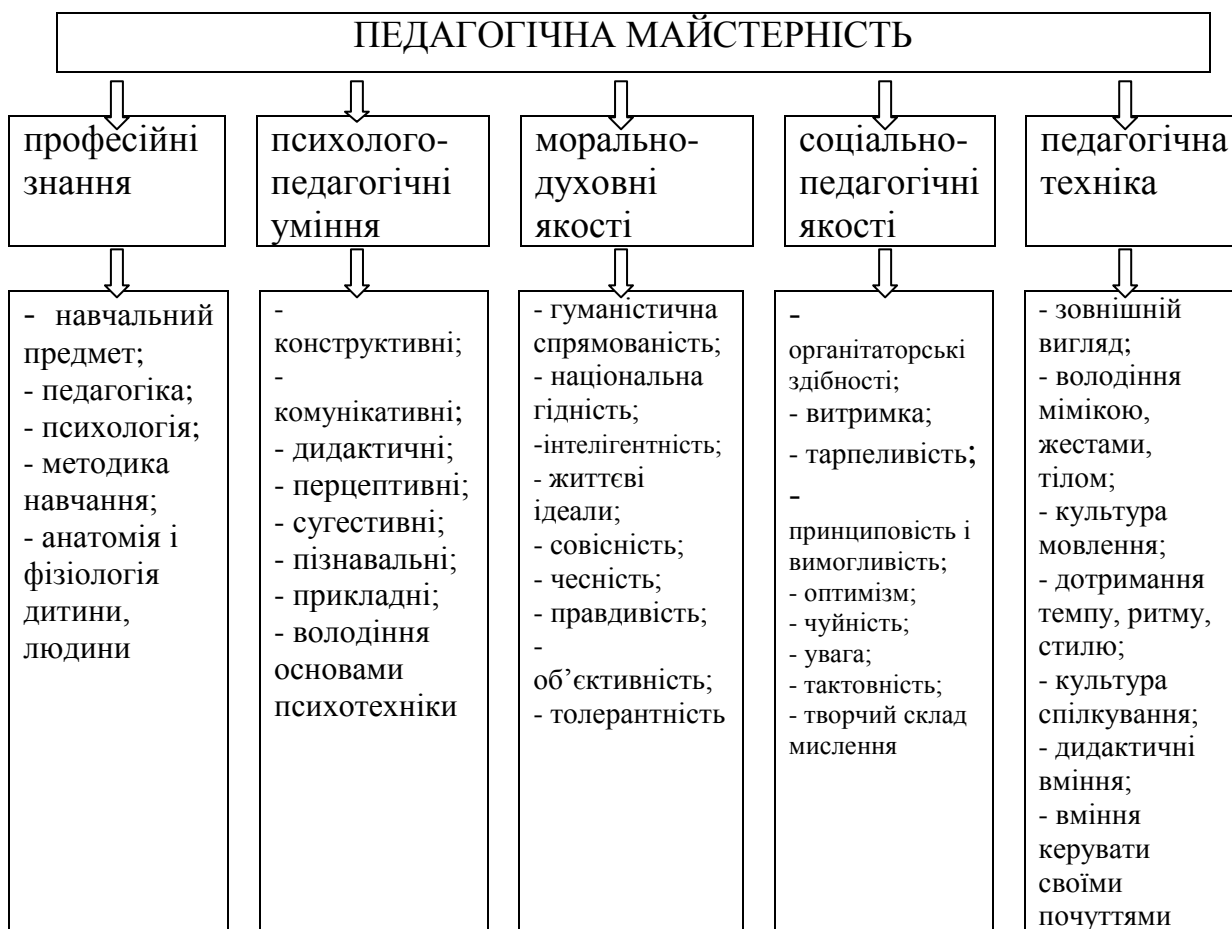 ПЕДАГОГІЧНА МАЙСТЕРНІСТЬ
професійні
знання
психолого-
педагогічні
уміння
морально-
духовні
якості
соціально-
педагогічні
якості
педагогічна
техніка
- навчальний
предмет;
- педагогіка;
- психологія;
- методика
навчання;
- анатомія і
фізіологія
дитини,
людини
-
конструктивні;
-
комунікативні;
- дидактичні;
- перцептивні;
- сугестивні;
- пізнавальні;
- прикладні;
- володіння
основами
психотехніки
- гуманістична
спрямованість;
- національна
гідність;
-інтелігентність;
- життєві
ідеали;
- совісність;
- чесність;
- правдивість;
-
об’єктивність;
- толерантність
-
органітаторські
здібності;
- витримка;
- тарпеливість;
-
принциповість і
вимогливість;
- оптимізм;
- чуйність;
- увага;
- тактовність;
- творчий склад
мислення
- зовнішній
вигляд;
- володіння
мімікою,
жестами,
тілом;
- культура
мовлення;
- дотримання
темпу, ритму,
стилю;
- культура
спілкування;
- дидактичні
вміння;
- вміння
керувати
своїми
почуттями